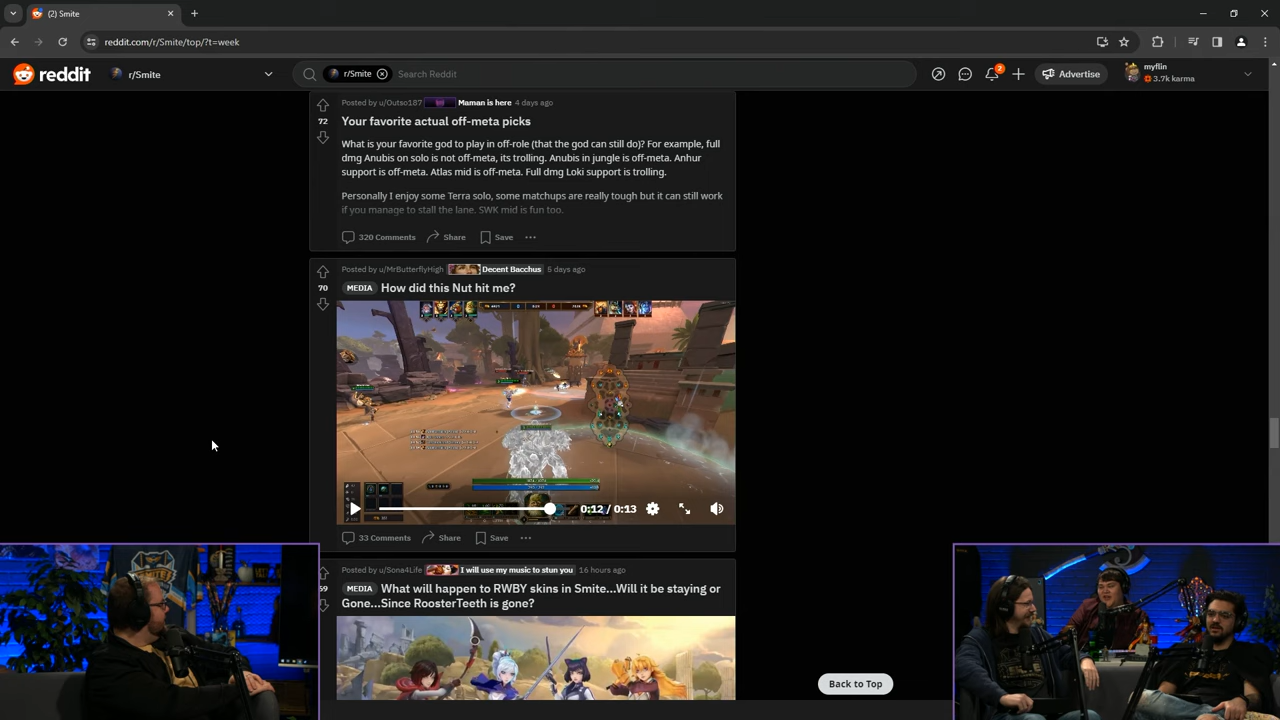 (2) Smite
reddit.com/r/Smite/top/?t=week
reddit
r/Smite
r/Smite
Search Reddit
2
Advertise
myflin
3.7k karma
Posted by u/Outso187 Maman is here 4 days ago
72
Your favorite actual off-meta picks
What is your favorite god to play in off-role (that the god can still do)? For example, full
dmg Anubis on solo is not off-meta, its trolling. Anubis in jungle is off-meta. Anhur
support is off-meta. Atlas mid is off-meta. Full dmg Loki support is trolling.
Personally I enjoy some Terra solo, some matchups are really tough but it can still work
if you manage to stall the lane. SWK mid is fun too.
320 Comments Share Save
Posted by u/MrButterflyHigh Decent Bacchus 5 days ago
70
MEDIA How did this Nut hit me?
0:12 / 0:13
33 Comments Share Save
Posted by u/Sona4Life I will use my music to stun you 16 hours ago
MEDIA What will happen to RWBY skins in Smite...Will it be staying or
Gone...Since RoosterTeeth is gone?
Back to Top